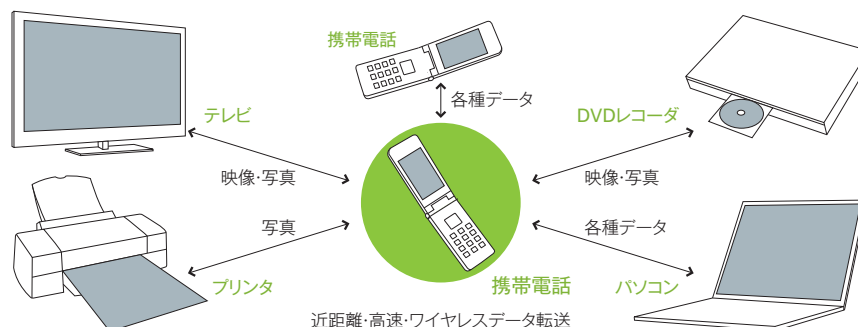 携帯電話
各種データ
テレビ
DVDレコーダ
映像・写真
映像・写真
写真
各種データ
プリンタ
携帯電話
パソコン
近距離・高速・ワイヤレスデータ転送